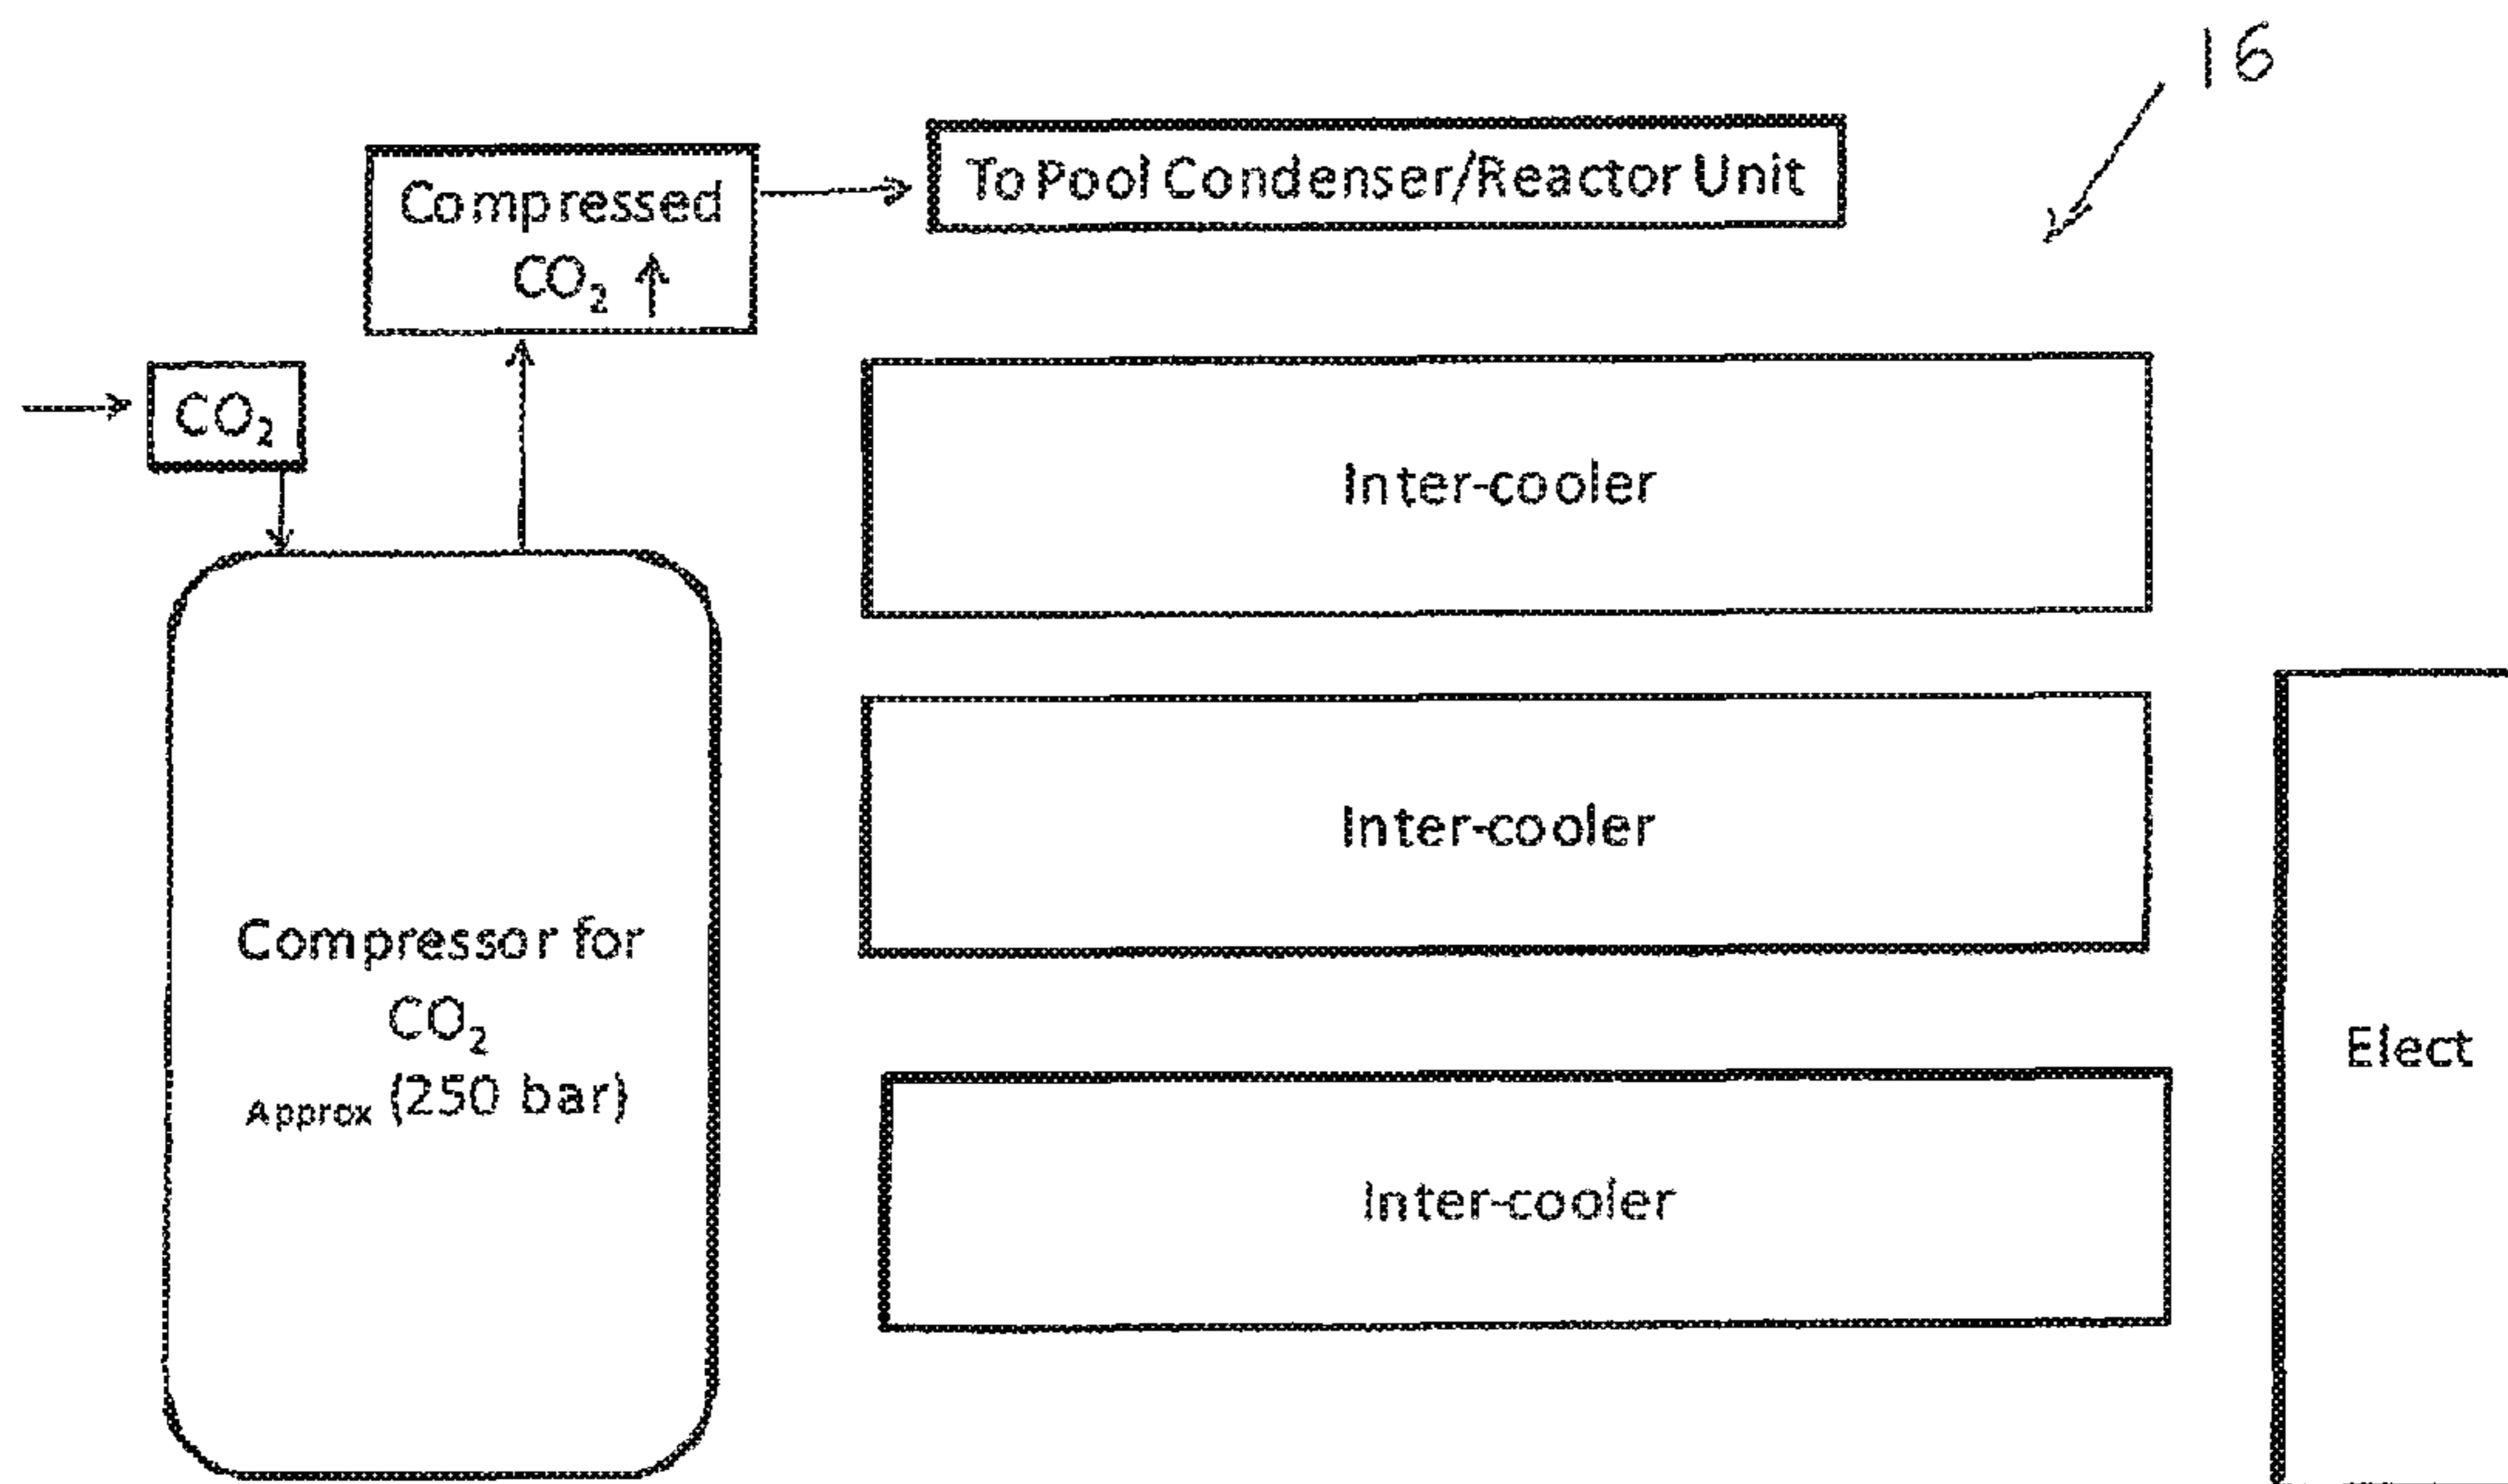 16
To Pool Condenser/Reactor Unit
Compressed
CO₂ ↑
CO₂
Inter-cooler
Inter-cooler
Compressor for
CO₂
Approx (250 bar)
Elect
Inter-cooler